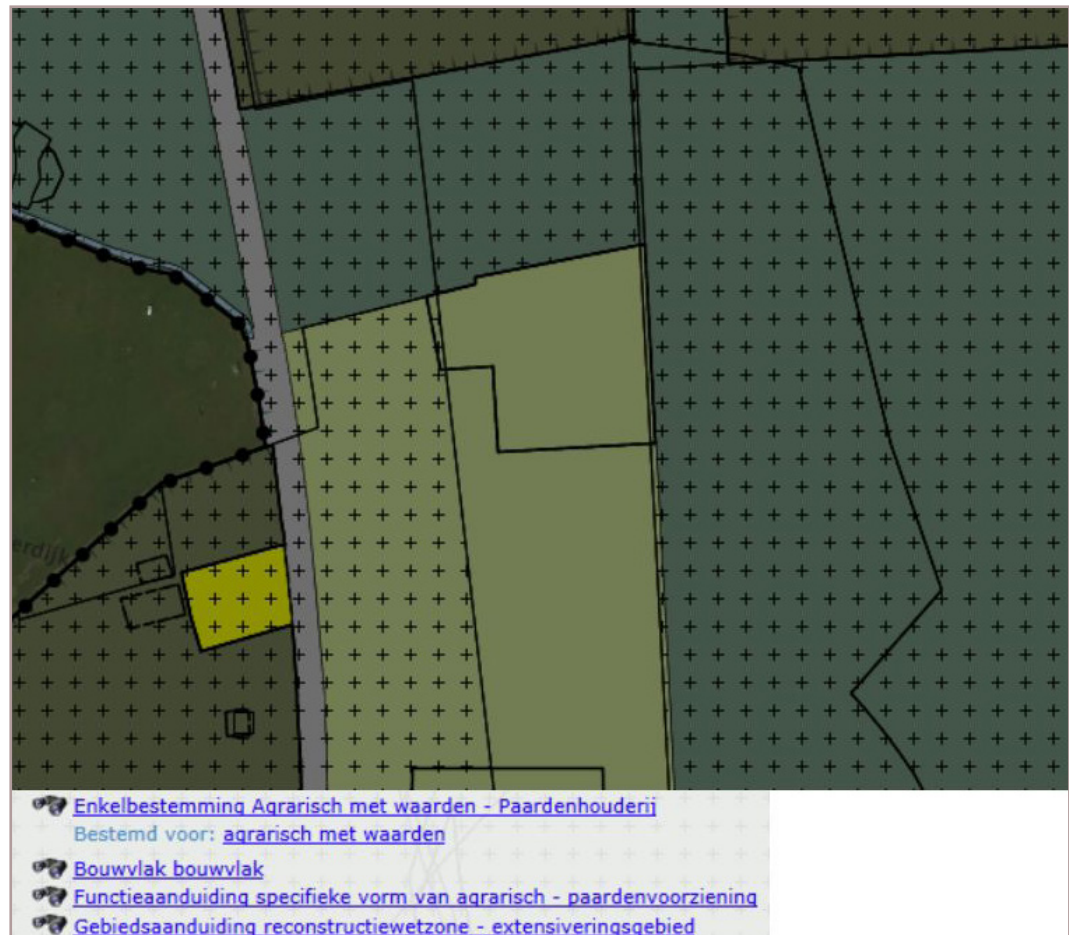 erdijk
Enkelbestemming Agrarisch met waarden - Paardenhouderij
Bestemd voor: agrarisch met waarden
Bouwvlak bouwvlak
Functieaanduiding specifieke vorm van agrarisch - paardenvoorziening
Gebiedsaanduiding reconstructiewetzone - extensiveringsgebied